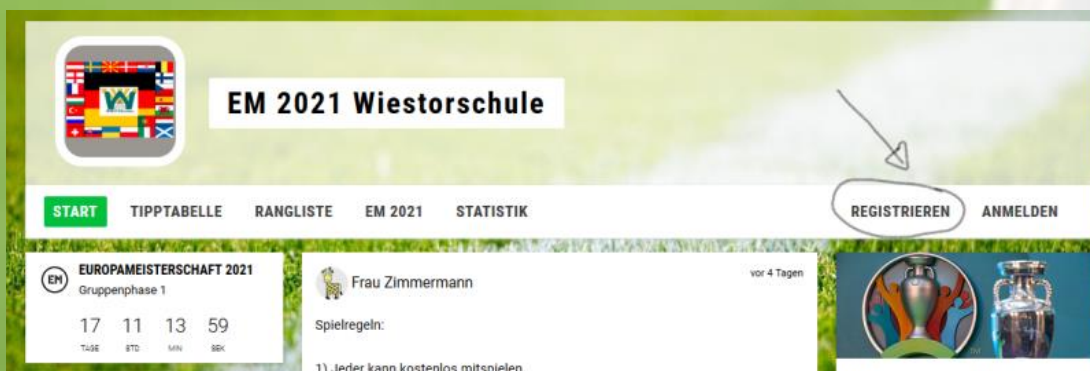 EM 2021 Wiestorschule
START TIPPTABELLE RANGLISTE EM 2021 STATISTIK REGISTRIEREN ANMELDEN
EM
EUROPAMEISTERSCHAFT 2021
Gruppenphase 1
17 11 13 59
TAGE STD MIN SEK
Frau Zimmermann
vor 4 Tagen
Spielregeln:
1) Jeder kann kostenlos mitspielen
TM